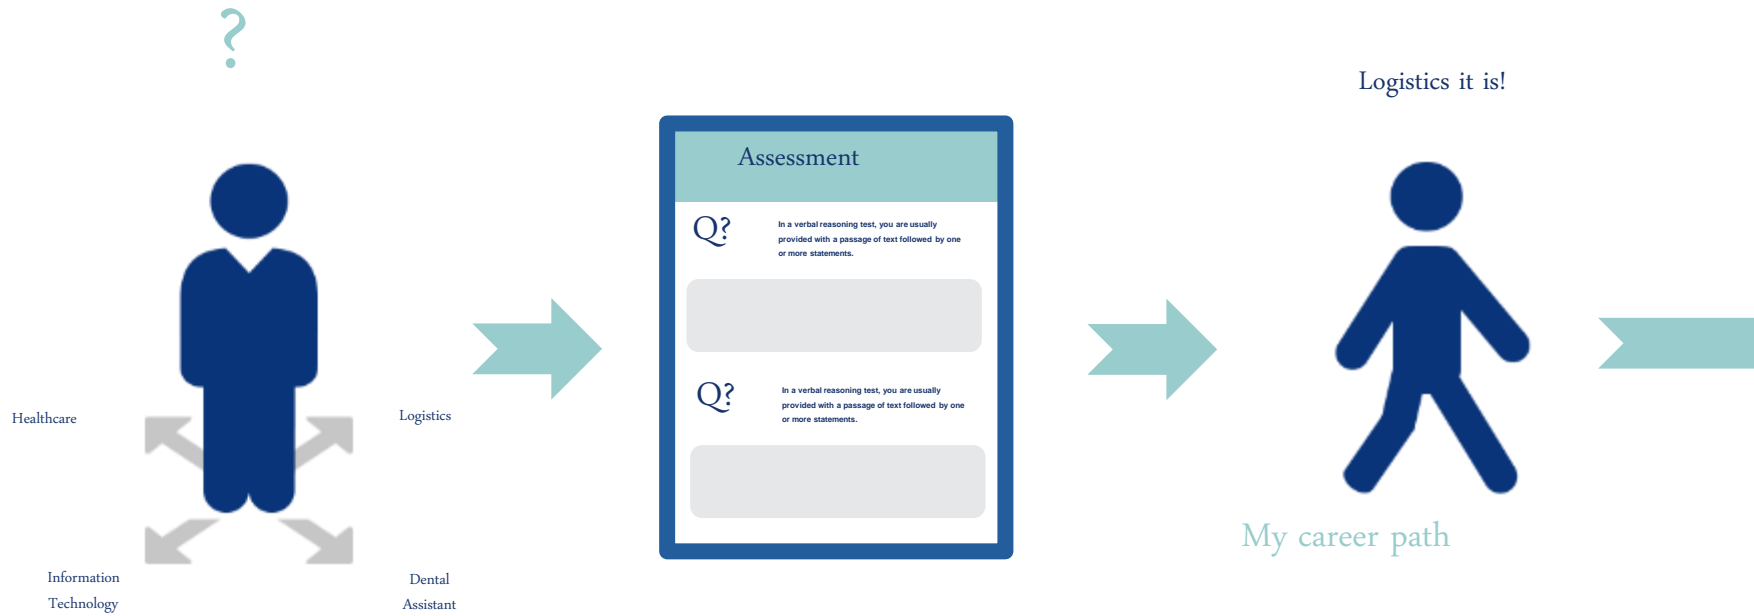 ?
Healthcare
Logistics
Information
Technology
Dental
Assistant
Assessment
Q?
In a verbal reasoning test, you are usually
provided with a passage of text followed by one
or more statements.
Q?
In a verbal reasoning test, you are usually
provided with a passage of text followed by one
or more statements.
Logistics it is!
My career path